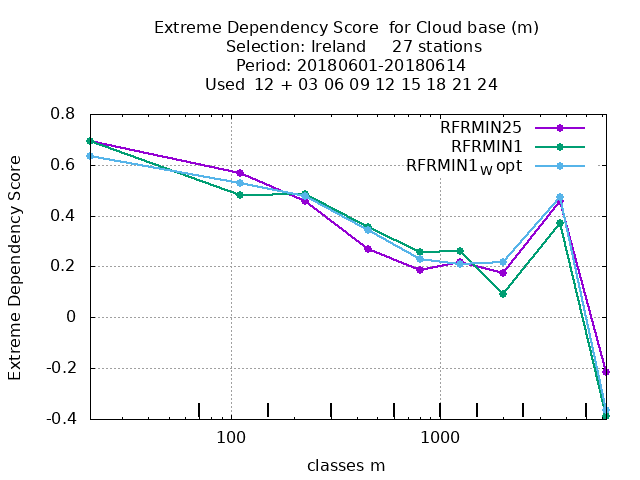 Extreme Dependency Score  for Cloud base (m)
Selection: Ireland     27 stations
Period: 20180601-20180614
Used  12 + 03 06 09 12 15 18 21 24
RFRMIN25
RFRMIN1
RFRMIN1W opt
Extreme Dependency Score
0.8
0.6
0.4
0.2
0
-0.2
-0.4
100
1000
classes m